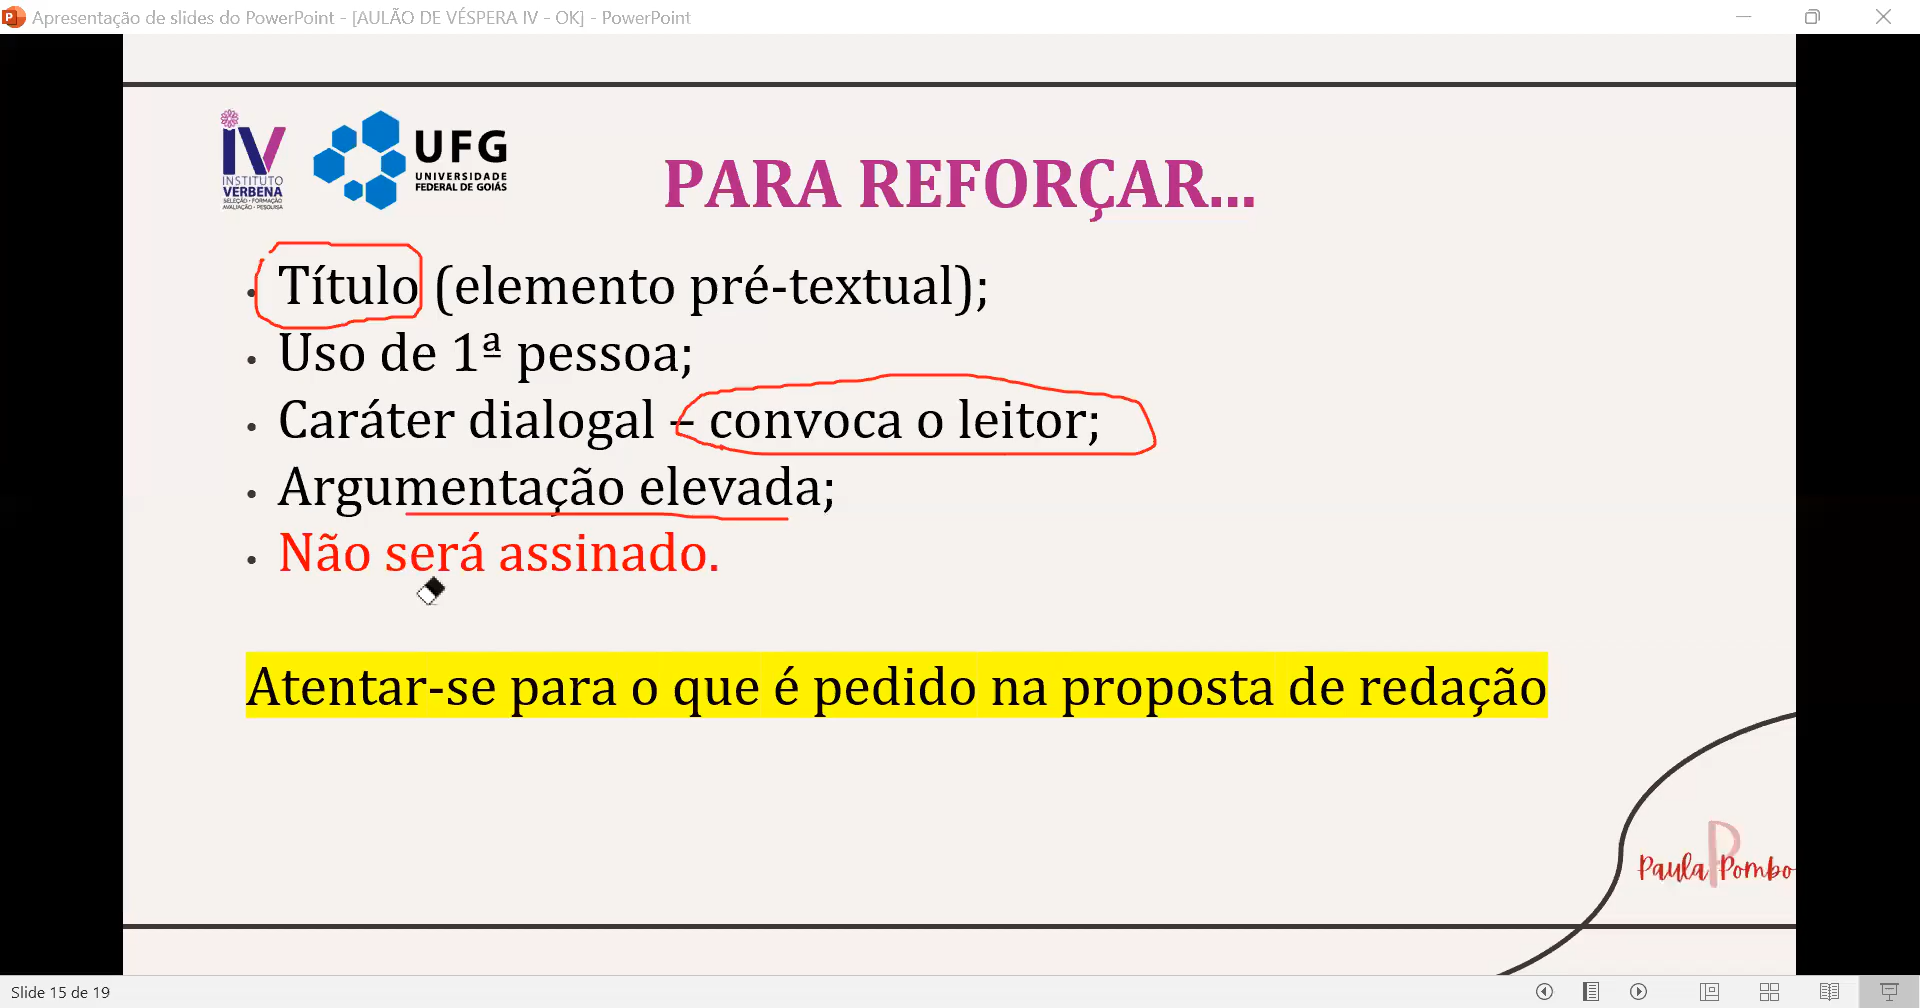 Apresentação de slides do PowerPoint - [AULÃO DE VÉSPERA IV - OK] - PowerPoint
IV
INSTITUTO
VERBENA
SELEÇÃO • FORMAÇÃO
AVALIAÇÃO • PESQUISA
UFG
UNIVERSIDADE
FEDERAL DE GOIÁS
PARA REFORÇAR...
• Título (elemento pré-textual);
• Uso de 1ª pessoa;
• Caráter dialogal – convoca o leitor;
• Argumentação elevada;
• Não será assinado.
Atentar-se para o que é pedido na proposta de redação
P
Paula Pombo
Slide 15 de 19